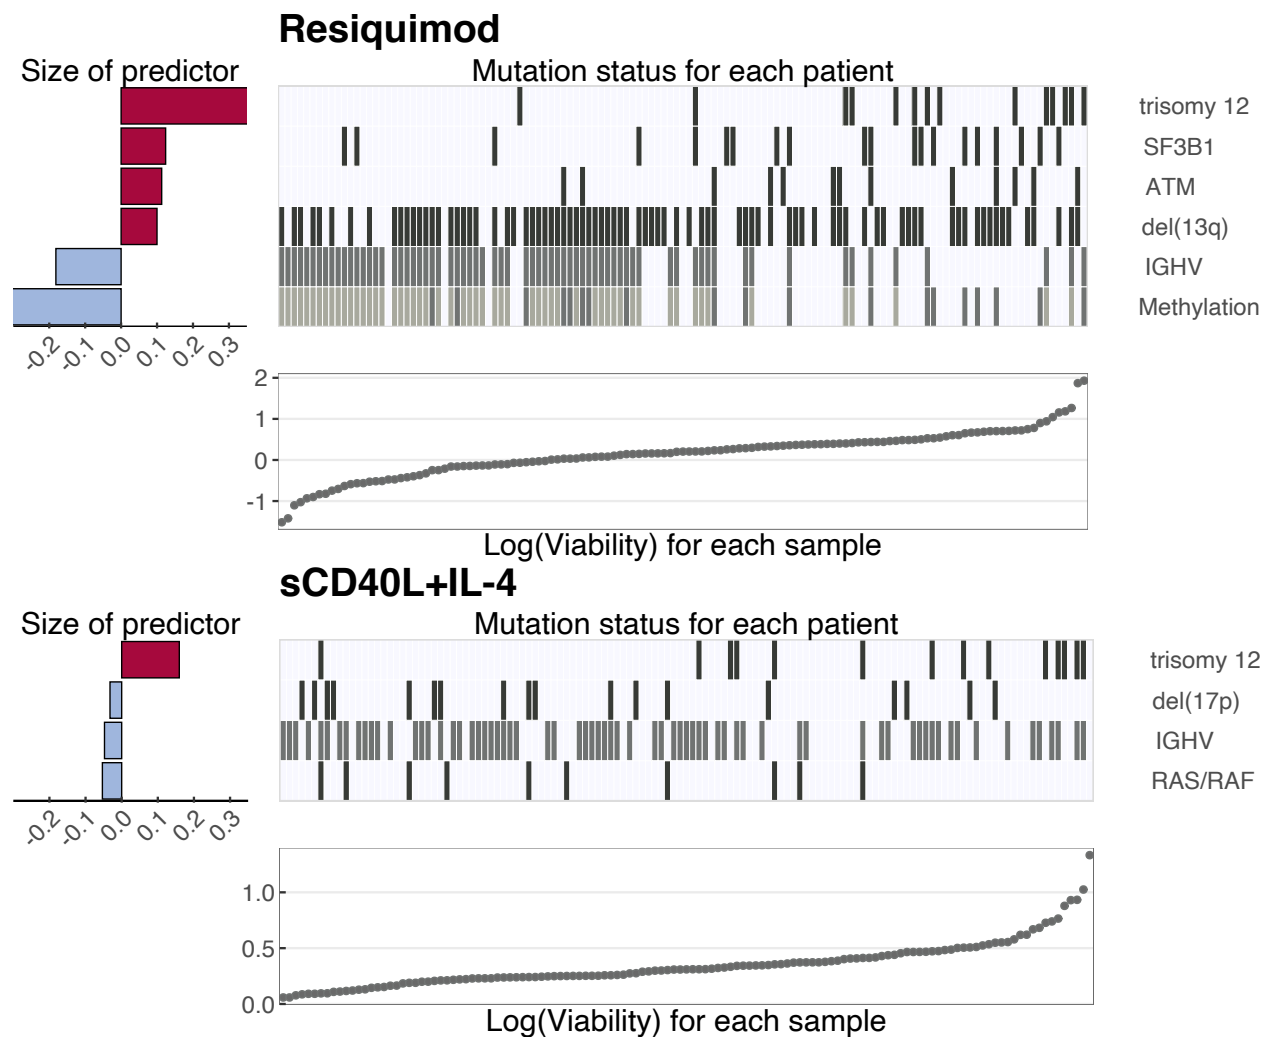 Resiquimod
Size of predictor
Mutation status for each patient
trisomy 12
SF3B1
ATM
del(13q)
IGHV
Methylation
-0.2 -0.1 0.0 0.1 0.2 0.3
2
1
0
-1
Log(Viability) for each sample
sCD40L+IL-4
Size of predictor
Mutation status for each patient
trisomy 12
del(17p)
IGHV
RAS/RAF
-0.2 -0.1 0.0 0.1 0.2 0.3
1.0
0.5
0.0
Log(Viability) for each sample